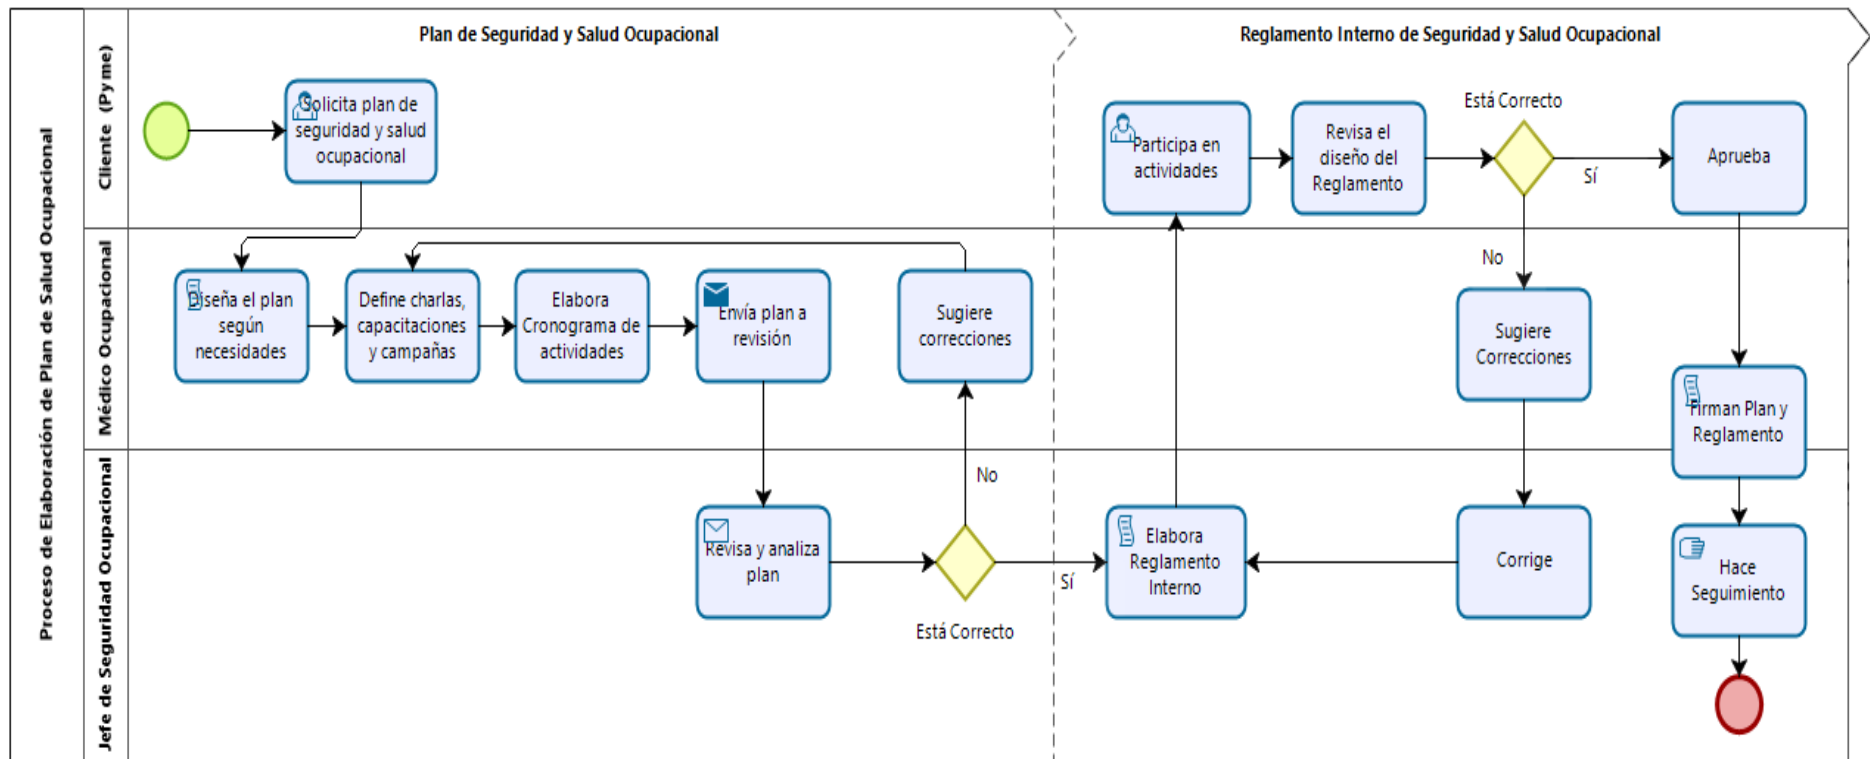 Proceso de Elaboración de Plan de Salud Ocupacional
Plan de Seguridad y Salud Ocupacional
Reglamento Interno de Seguridad y Salud Ocupacional
Cliente (Pyme)
Solicita plan de
seguridad y salud
ocupacional
Participa en
actividades
Revisa el
diseño del
Reglamento
Está Correcto
Sí
Aprueba
No
Médico Ocupacional
Diseña el plan
según
necesidades
Define charlas,
capacitaciones
y campañas
Elabora
Cronograma de
actividades
Envía plan a
revisión
Sugiere
correcciones
Sugiere
Correcciones
Firman Plan y
Reglamento
Jefe de Seguridad Ocupacional
No
Revisa y analiza
plan
Está Correcto
Sí
Elabora
Reglamento
Interno
Corrige
Hace
Seguimiento